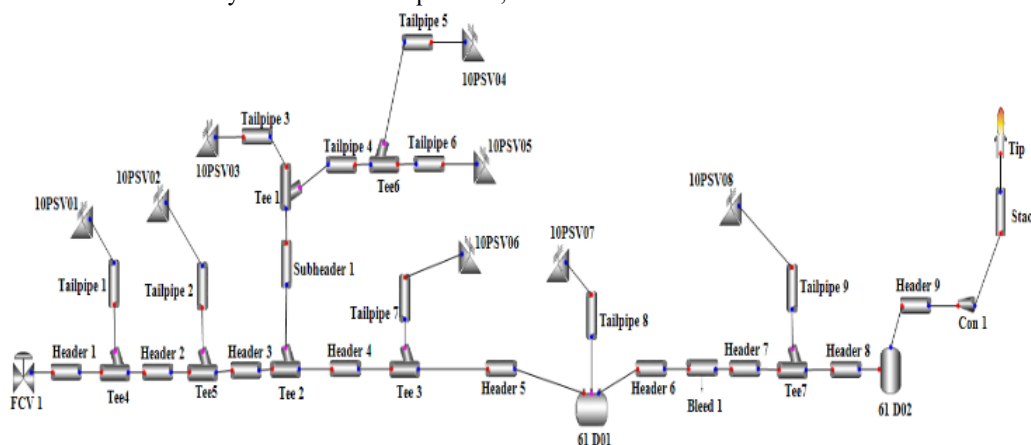 Tailpipe 5
10PSV04
Tailpipe 3
Tailpipe 4
Tailpipe 6
10PSV03
10PSV05
Tee6
Tee 1
Tip
10PSV01
10PSV02
10PSV08
Stac
10PSV06
10PSV07
Subheader 1
Tailpipe 1
Tailpipe 2
Tailpipe 7
Tailpipe 8
Tailpipe 9
Header 9
Con 1
Header 1
Header 2
Header 3
Header 4
Header 5
Header 6
Header 7
Header 8
FCV 1
Tee4
Tee5
Tee 2
Tee 3
Bleed 1
Tee7
61 D02
61 D01